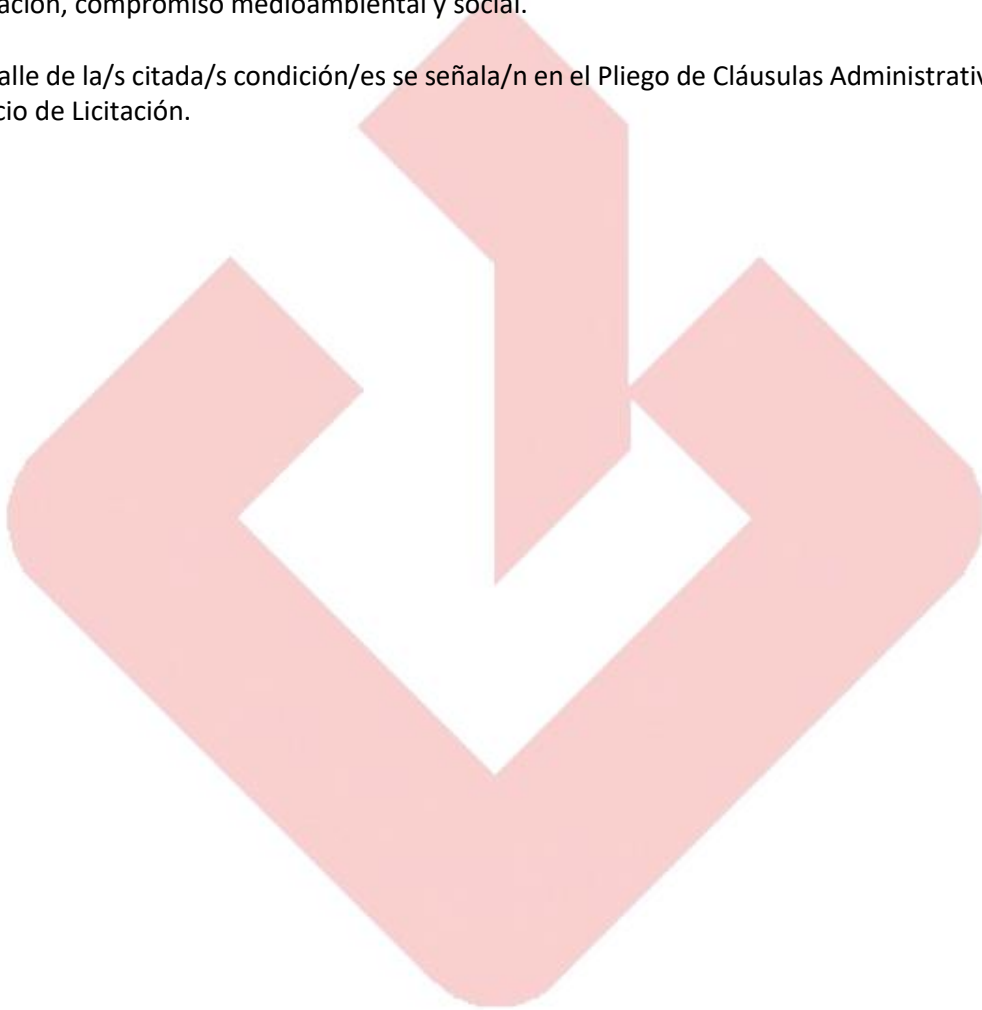 ación, compromiso medioambiental y social.
alle de la/s citada/s condición/es se señala/n en el Pliego de Cláusulas Administrativ
cio de Licitación.